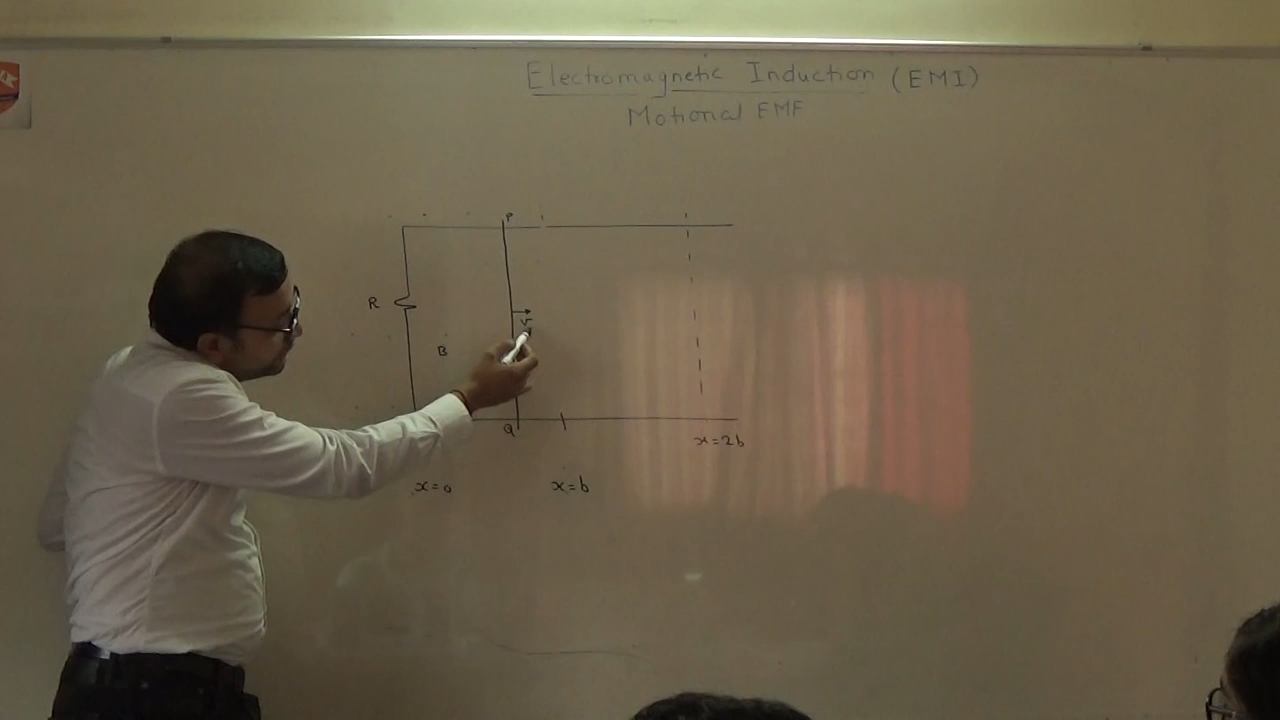 Electromagnetic Induction (EMI)
Motional EMF
P
R
v
B
Q
x=2b
x=0
x=b